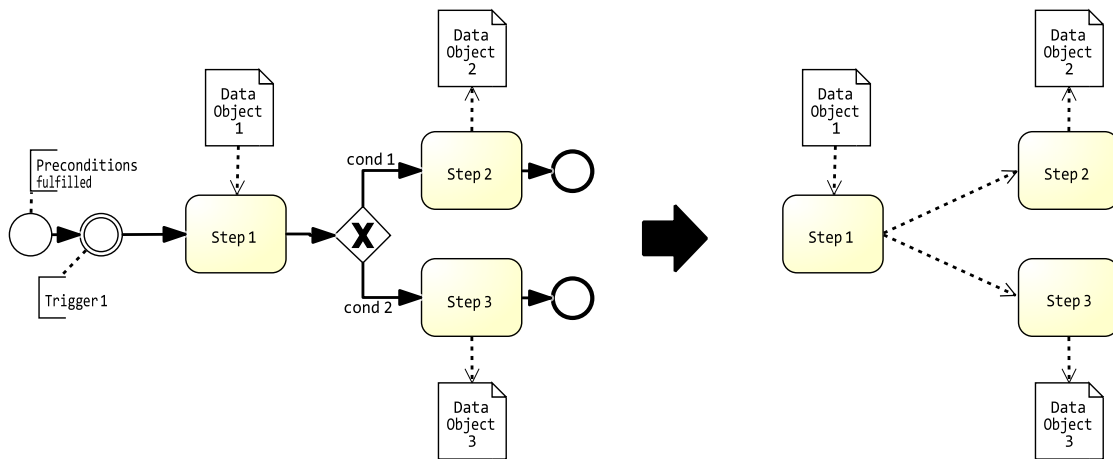 Data
Object
1
Data
Object
2
Preconditions
fulfilled
Trigger 1
Step 1
X
cond 1
cond 2
Step 2
Step 3
Data
Object
3
Data
Object
1
Step 1
Data
Object
2
Step 2
Step 3
Data
Object
3